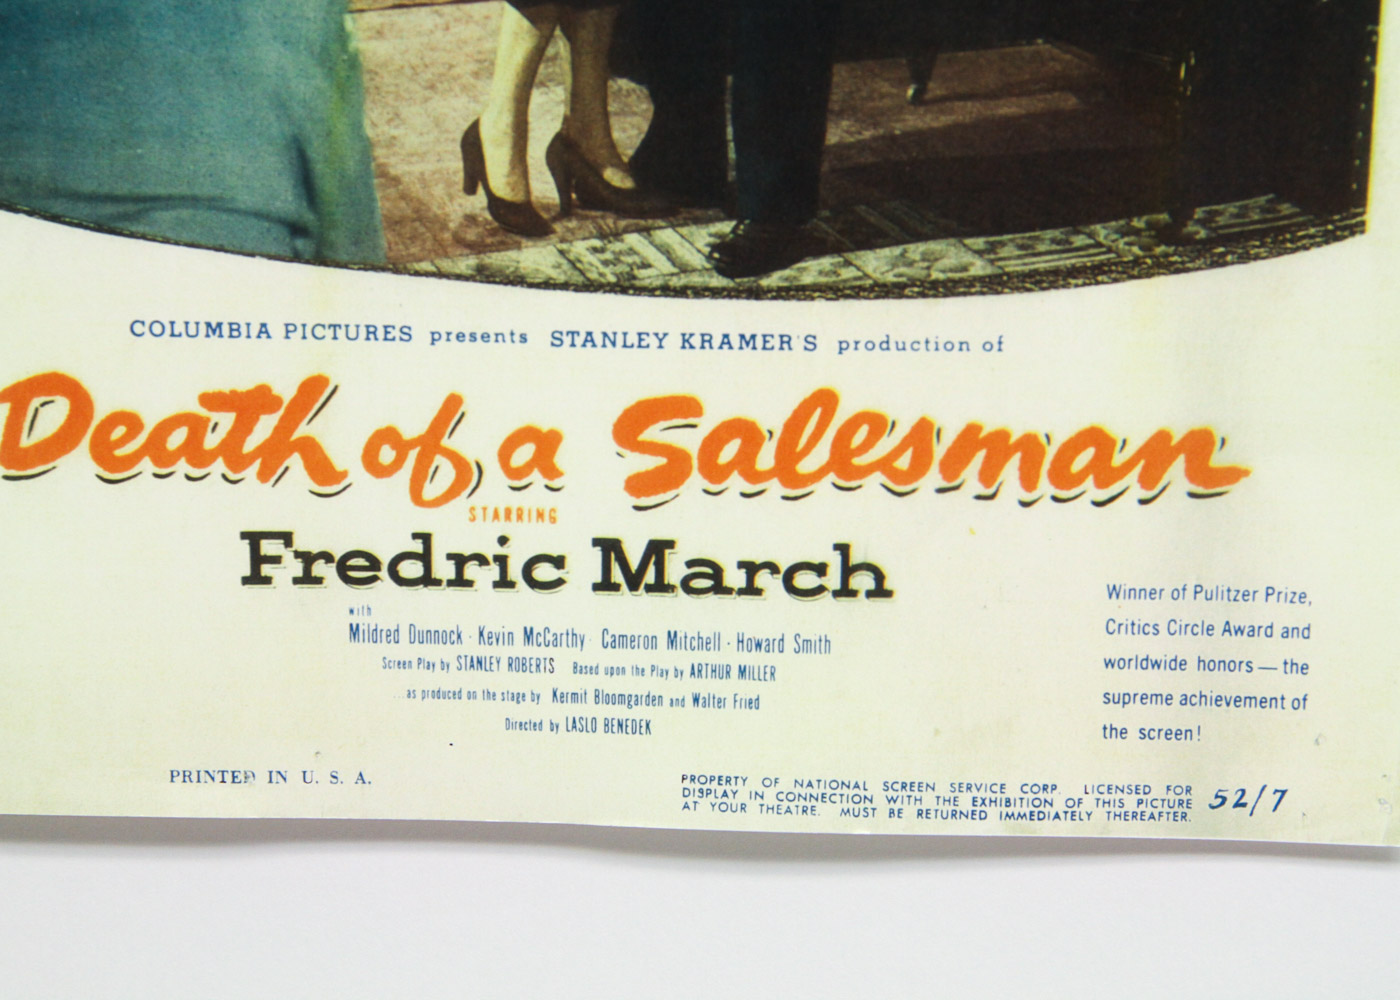 COLUMBIA PICTURES presents STANLEY KRAMER'S production of
Death of a Salesman
STARRING
Fredric March
with
Mildred Dunnock · Kevin McCarthy · Cameron Mitchell · Howard Smith
Screen Play by STANLEY ROBERTS Based upon the Play by ARTHUR MILLER
...as produced on the stage by Kermit Bloomgarden and Walter Fried
Directed by LASLO BENEDEK
Winner of Pulitzer Prize,
Critics Circle Award and
worldwide honors — the
supreme achievement of
the screen!
PRINTED IN U. S. A.
PROPERTY OF NATIONAL SCREEN SERVICE CORP. LICENSED FOR
DISPLAY IN CONNECTION WITH THE EXHIBITION OF THIS PICTURE
AT YOUR THEATRE. MUST BE RETURNED IMMEDIATELY THEREAFTER.
52/7